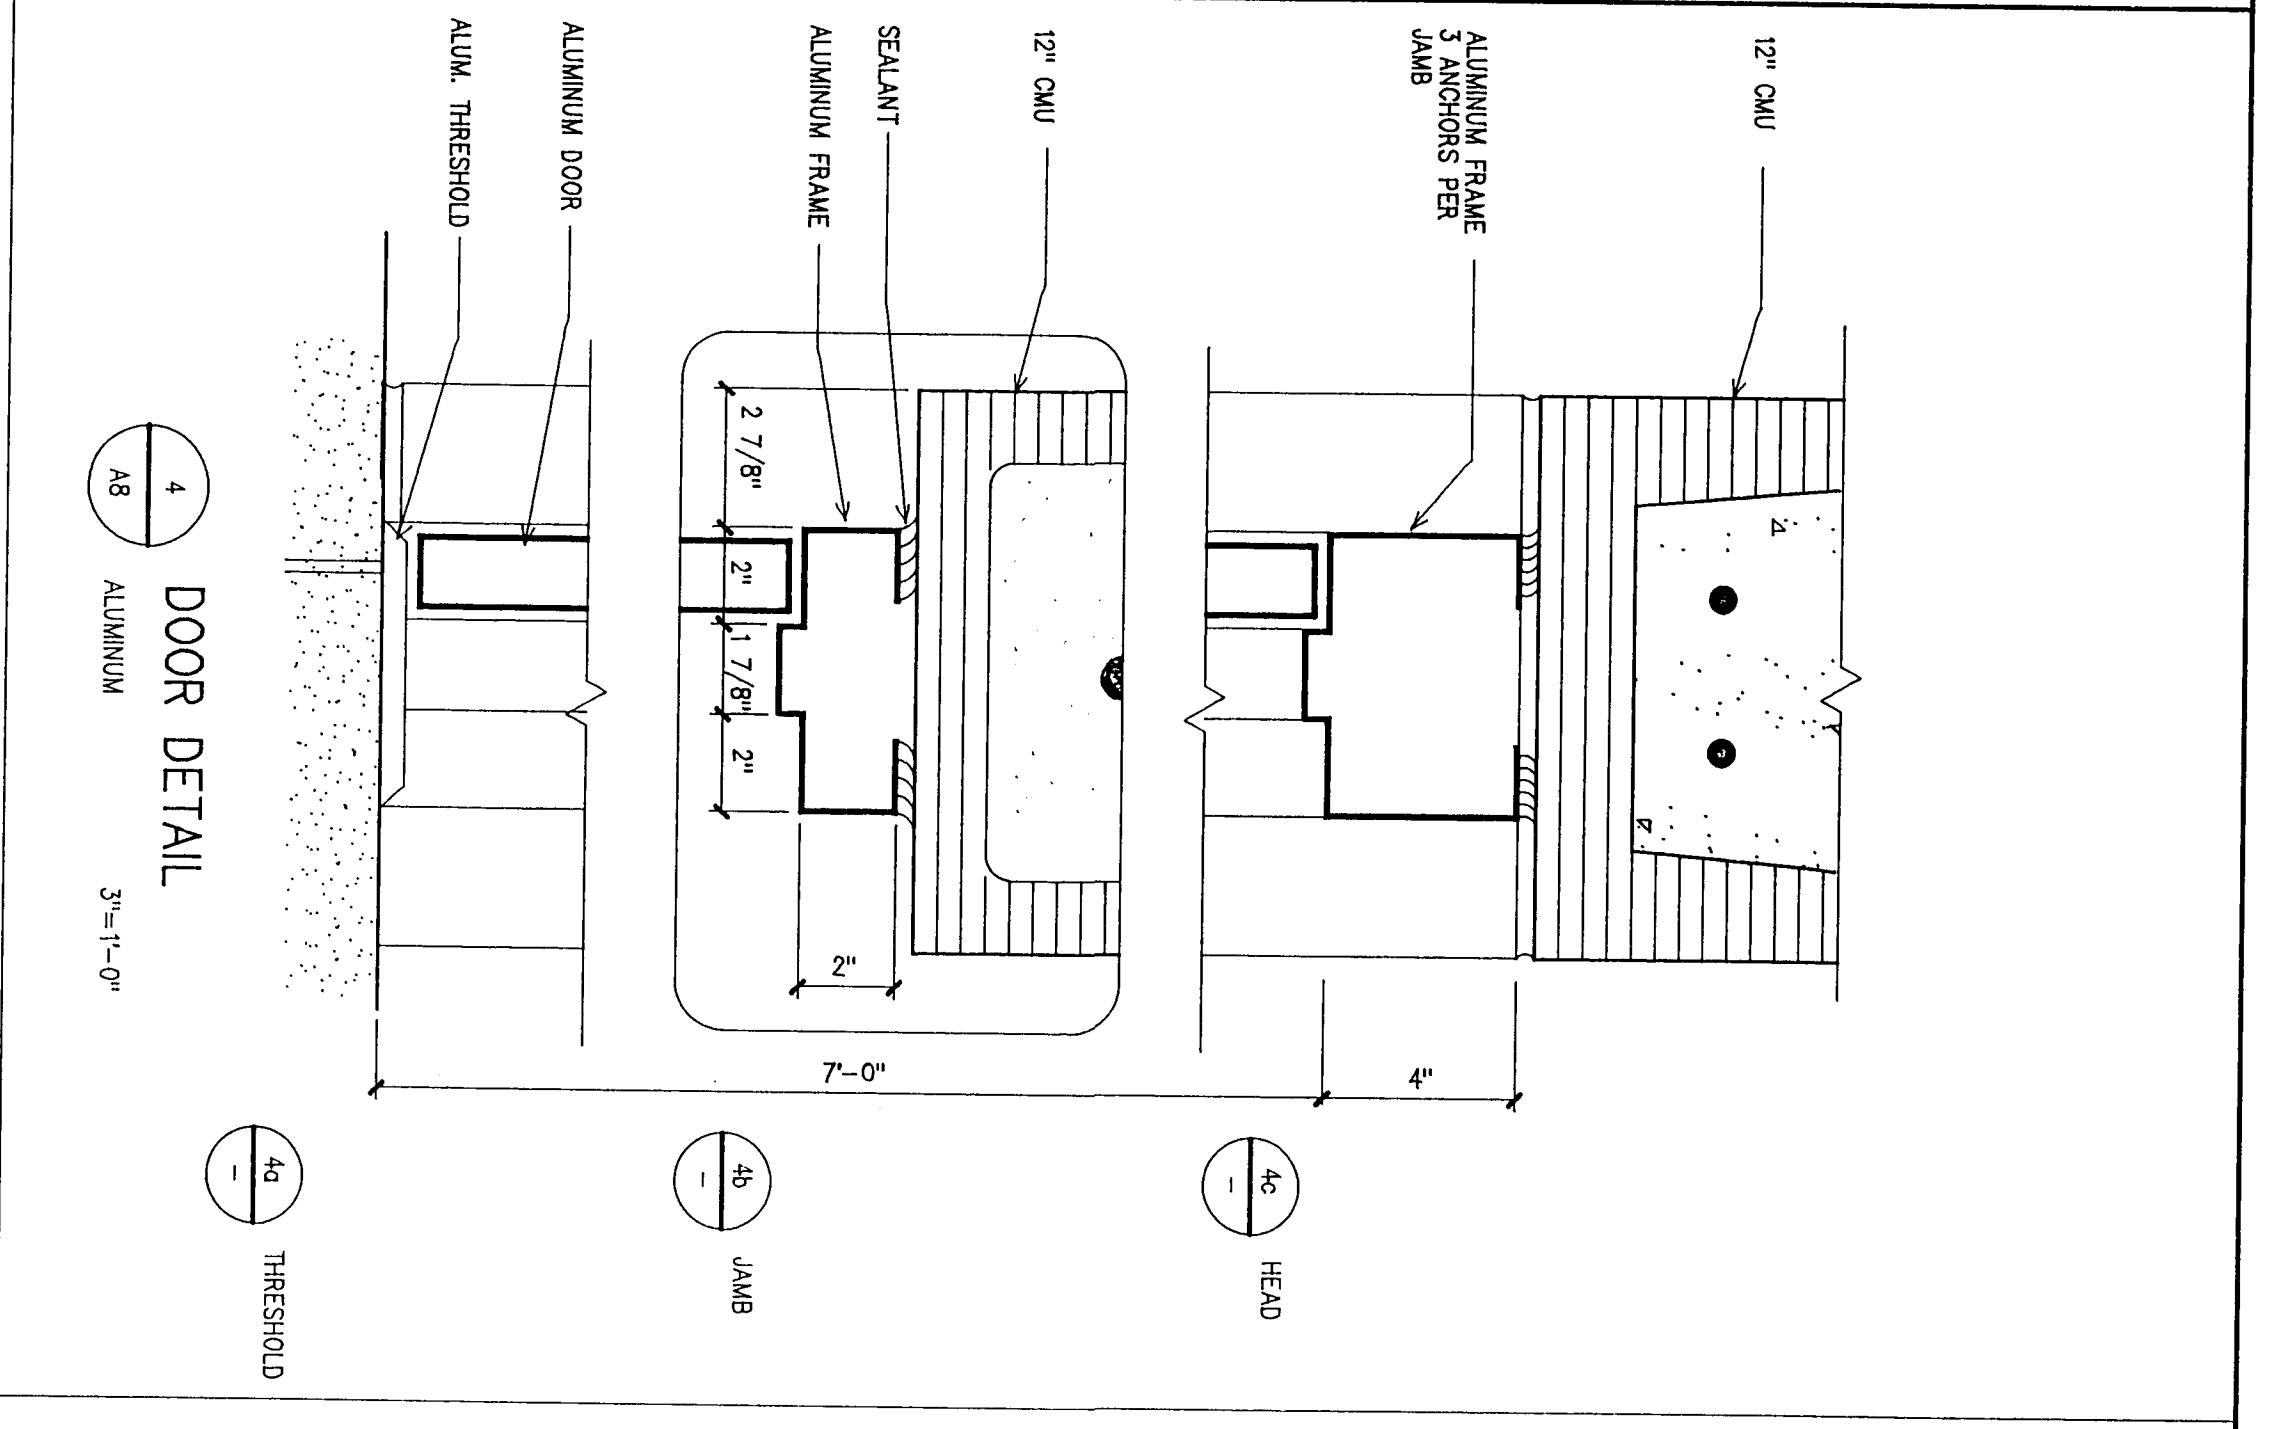 12" CMU
ALUMINUM FRAME
3 ANCHORS PER
JAMB
4"
4c
-
HEAD
12" CMU
SEALANT
ALUMINUM FRAME
2 7/8"
2"
1 7/8"
2"
2"
7'-0"
4b
-
JAMB
ALUMINUM DOOR
ALUM. THRESHOLD
4a
-
THRESHOLD
4
A8
DOOR DETAIL
ALUMINUM
3"=1'-0"